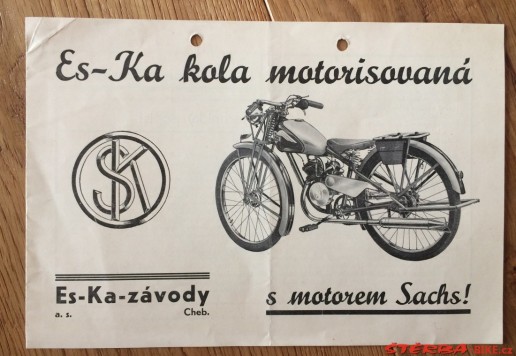 Es-Ka kola motorisovaná
SK
Es-Ka-závody
a. s. Cheb.
s motorem Sachs!